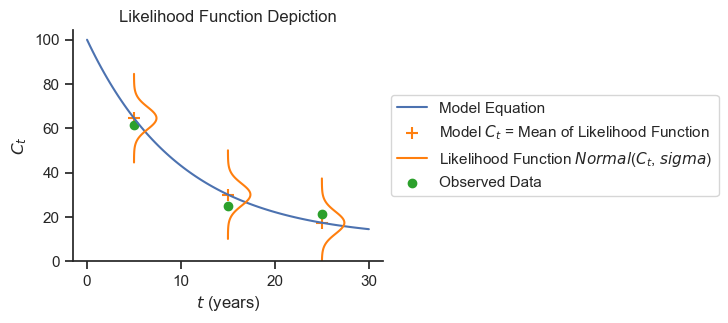 Likelihood Function Depiction
100
80
60
40
20
0
C_t
0
10
20
30
t (years)
Model Equation
Model C_t = Mean of Likelihood Function
Likelihood Function Normal(C_t, sigma)
Observed Data